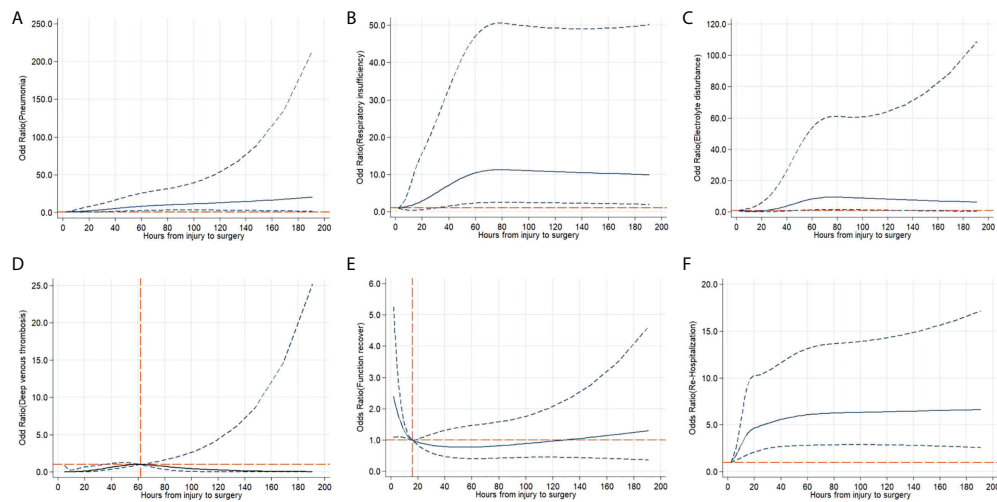 A
250.0
200.0
150.0
100.0
50.0
0.0
Odd Ratio(Pneumonia)
0 20 40 60 80 100 120 140 160 180 200
Hours from injury to surgery
B
50.0
40.0
30.0
20.0
10.0
0.0
Odd Ratio(Respiratory insufficiency)
0 20 40 60 80 100 120 140 160 180 200
Hours from injury to surgery
C
120.0
100.0
80.0
60.0
40.0
20.0
0.0
Odd Ratio(Electrolyte disturbance)
0 20 40 60 80 100 120 140 160 180 200
Hours from injury to surgery
D
25.0
20.0
15.0
10.0
5.0
0.0
Odd Ratio(Deep venous thrombosis)
0 20 40 60 80 100 120 140 160 180 200
Hours from injury to surgery
E
6.0
5.0
4.0
3.0
2.0
1.0
0.0
Odds Ratio(Function recover)
0 20 40 60 80 100 120 140 160 180 200
Hours from injury to surgery
F
20.0
15.0
10.0
5.0
0.0
Odds Ratio(Re-Hospitalization)
0 20 40 60 80 100 120 140 160 180 200
Hours from injury to surgery